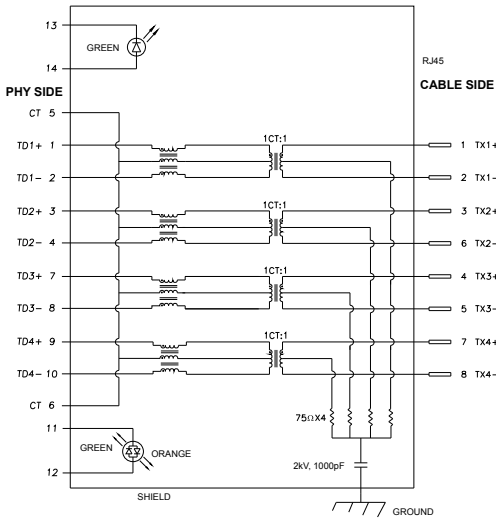 13
GREEN
14
RJ45
PHY SIDE
CABLE SIDE
CT 5
TD1+ 1
1CT:1
1 TX1+
TD1- 2
2 TX1-
TD2+ 3
1CT:1
3 TX2+
TD2- 4
6 TX2-
TD3+ 7
1CT:1
4 TX3+
TD3- 8
5 TX3-
TD4+ 9
1CT:1
7 TX4+
TD4- 10
8 TX4-
CT 6
75ΩX4
11
GREEN
ORANGE
12
2kV, 1000pF
SHIELD
GROUND